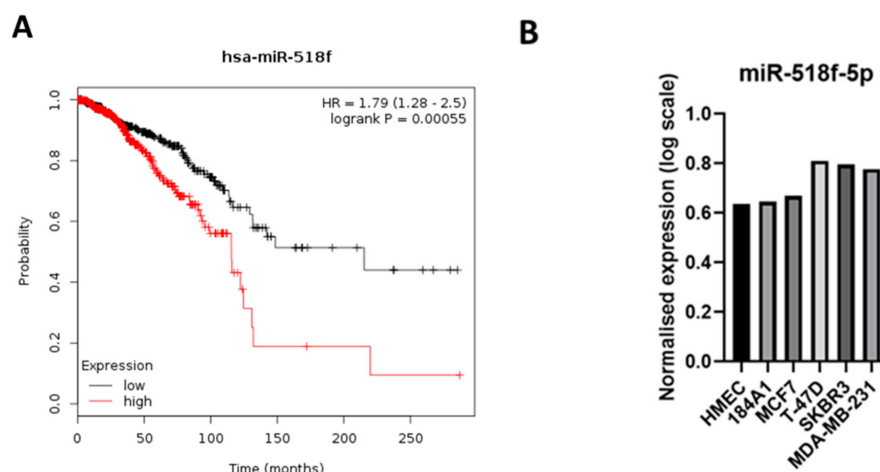 A
hsa-miR-518f
HR = 1.79 (1.28 - 2.5)
logrank P = 0.00055
Probability
1.0
0.8
0.6
0.4
0.2
0.0
Expression
low
high
0
50
100
150
200
250
Time (months)
B
miR-518f-5p
Normalised expression (log scale)
1.0
0.8
0.6
0.4
0.2
0.0
HMEC
184A1
MCF7
T-47D
SKBR3
MDA-MB-231